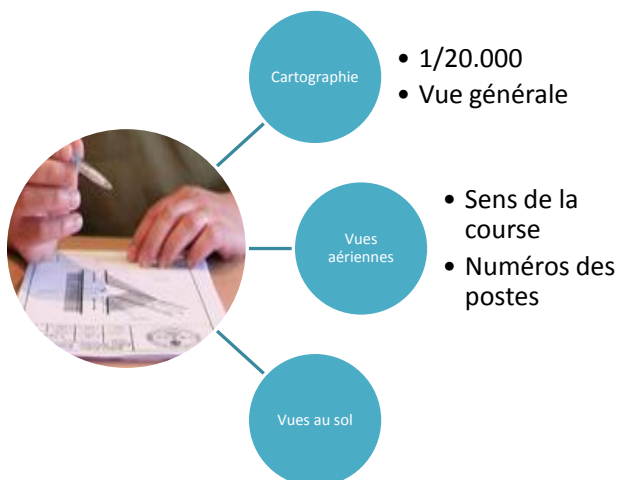 Cartographie
• 1/20.000
• Vue générale
Vues
aériennes
• Sens de la
course
• Numéros des
postes
Vues au sol